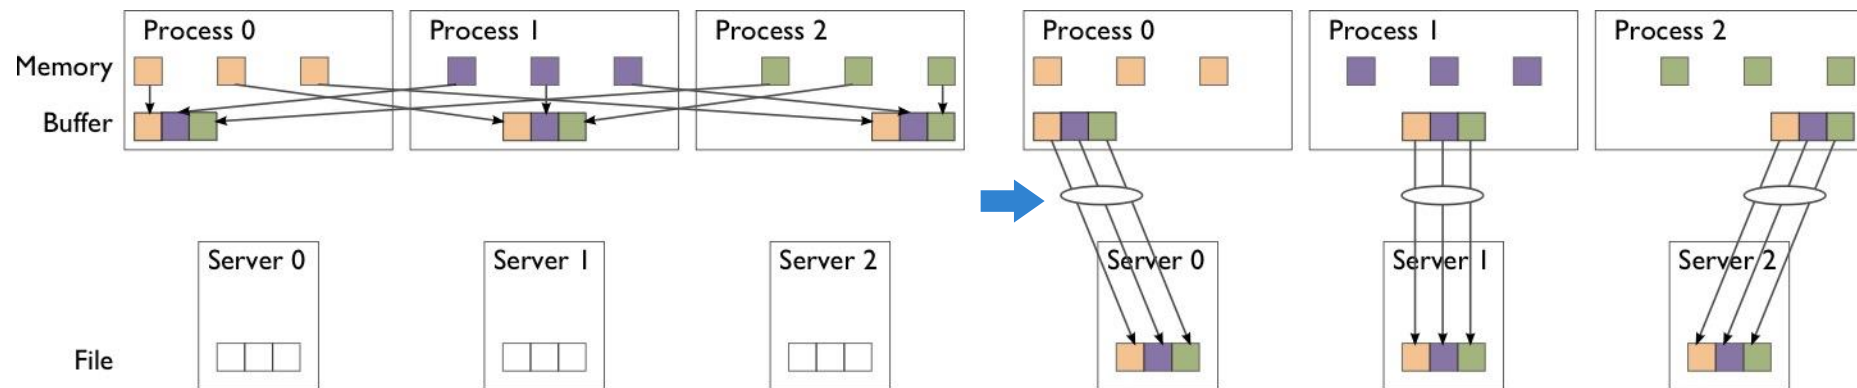 Process 0
Process 1
Process 2
Process 0
Process 1
Process 2
Memory
Buffer
Server 0
Server 1
Server 2
Server 0
Server 1
Server 2
File